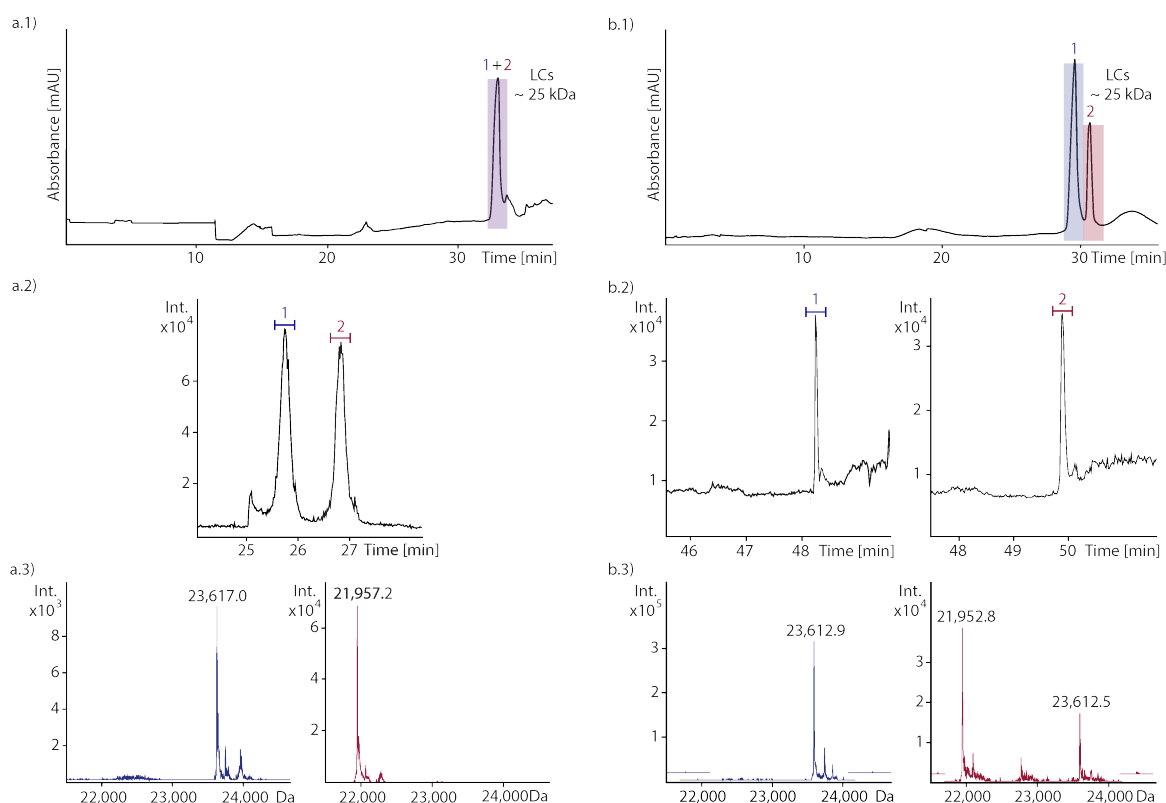 a.1)
Absorbance [mAU]
1 + 2
LCs
~ 25 kDa
10
20
30
Time [min]
b.1)
Absorbance [mAU]
1
LCs
~ 25 kDa
2
10
20
30
Time [min]
a.2)
Int.
x10⁴
1
2
6
4
2
25
26
27
Time [min]
b.2)
Int.
x10⁴
1
3
2
1
46
47
48
Time [min]
Int.
x10⁴
2
3
2
1
48
49
50
Time [min]
a.3)
Int.
x10³
23,617.0
8
6
4
2
22,000
23,000
24,000
Da
Int.
x10⁴
21,957.2
6
4
2
22,000
23,000
24,000
Da
b.3)
Int.
x10⁵
23,612.9
3
2
1
22,000
23,000
24,000
Da
Int.
x10⁴
21,952.8
23,612.5
3
2
1
22,000
23,000
24,000
Da